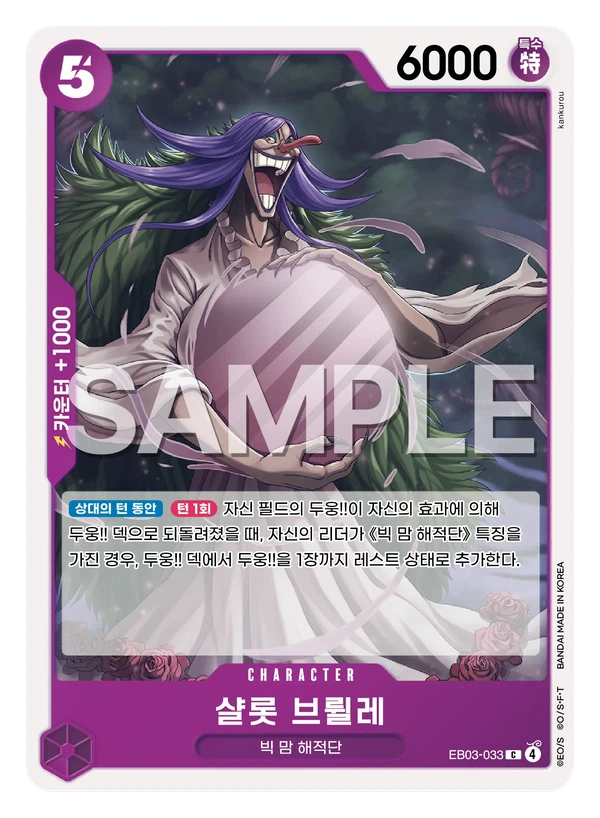 5
6000
특수
特
kankurou
카운터 +1000
SAMPLE
상대의 턴 동안 턴 1회 자신 필드의 두웅!!이 자신의 효과에 의해
두웅!! 덱으로 되돌려졌을 때, 자신의 리더가 《빅 맘 해적단》 특징을
가진 경우, 두웅!! 덱에서 두웅!!을 1장까지 레스트 상태로 추가한다.
CHARACTER
샬롯 브륄레
빅 맘 해적단
EB03-033 C 4
©EO/S ©O/S·F·T BANDAI MADE IN KOREA